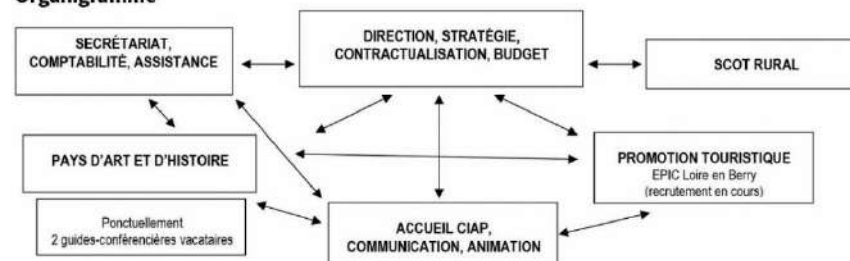 Organigramme
SECRÉTARIAT,
COMPTABILITÉ, ASSISTANCE
DIRECTION, STRATÉGIE,
CONTRACTUALISATION, BUDGET
SCOT RURAL
PAYS D'ART ET D'HISTOIRE
PROMOTION TOURISTIQUE
EPIC Loire en Berry
(recrutement en cours)
Ponctuellement
2 guides-conférencières vacataires
ACCUEIL CIAP,
COMMUNICATION, ANIMATION